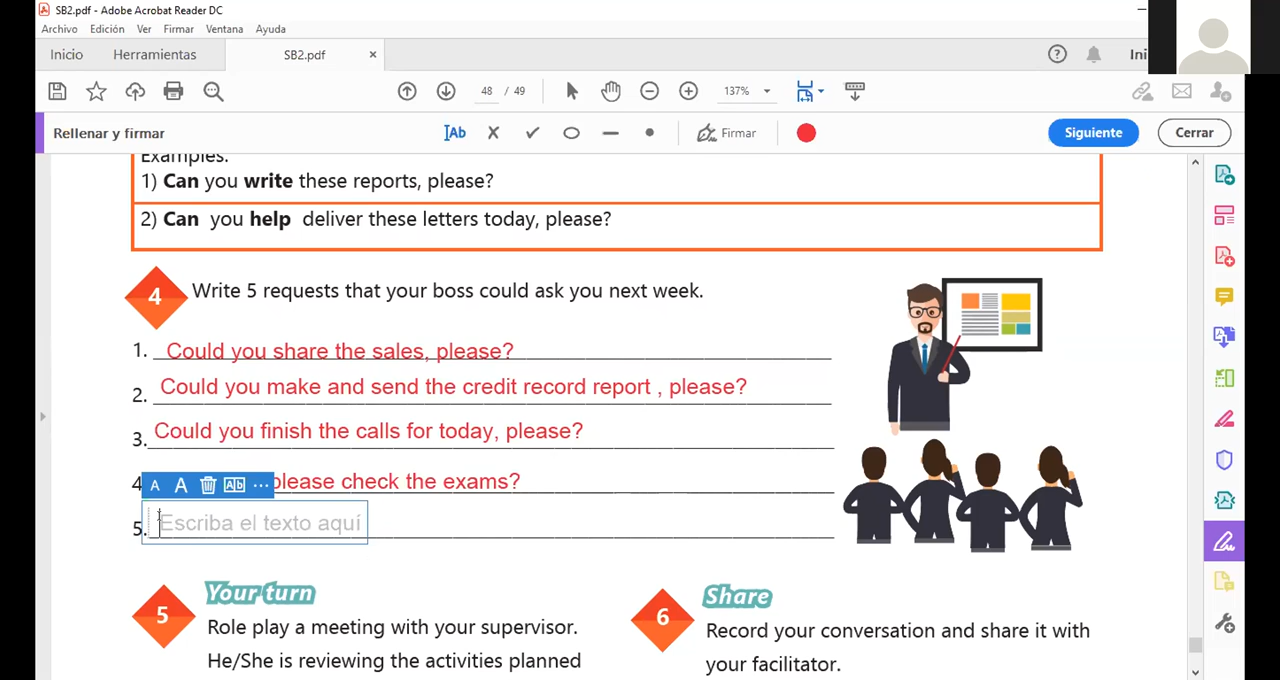 SB2.pdf - Adobe Acrobat Reader DC
Archivo Edición Ver Firmar Ventana Ayuda
Inicio Herramientas SB2.pdf × Ini
48 / 49 137%
Rellenar y firmar Ab Firmar Siguiente Cerrar
Examples:
1) Can you write these reports, please?
2) Can you help deliver these letters today, please?
4 Write 5 requests that your boss could ask you next week.
1. Could you share the sales, please?
2. Could you make and send the credit record report , please?
3. Could you finish the calls for today, please?
4 please check the exams?
A A Ab ...
5. Escriba el texto aquí
5 Your turn
Role play a meeting with your supervisor.
He/She is reviewing the activities planned
6 Share
Record your conversation and share it with
your facilitator.